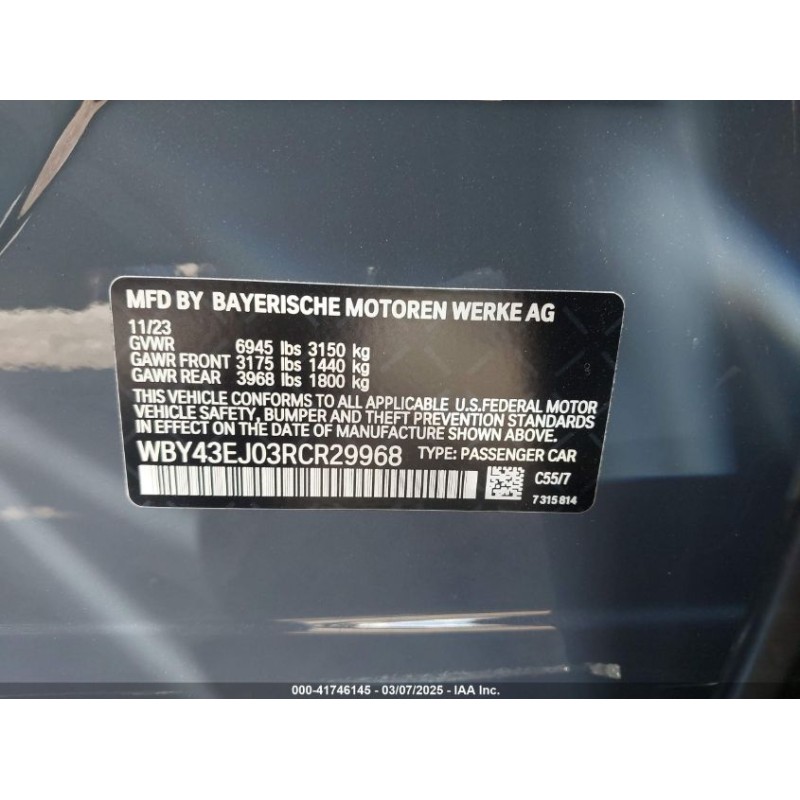 MFD BY BAYERISCHE MOTOREN WERKE AG
11/23
GVWR 6945 lbs 3150 kg
GAWR FRONT 3175 lbs 1440 kg
GAWR REAR 3968 lbs 1800 kg
THIS VEHICLE CONFORMS TO ALL APPLICABLE U.S.FEDERAL MOTOR
VEHICLE SAFETY, BUMPER AND THEFT PREVENTION STANDARDS
IN EFFECT ON THE DATE OF MANUFACTURE SHOWN ABOVE.
WBY43EJ03RCR29968 TYPE: PASSENGER CAR
C55/7
7 315 814
000-41746145 - 03/07/2025 - IAA Inc.